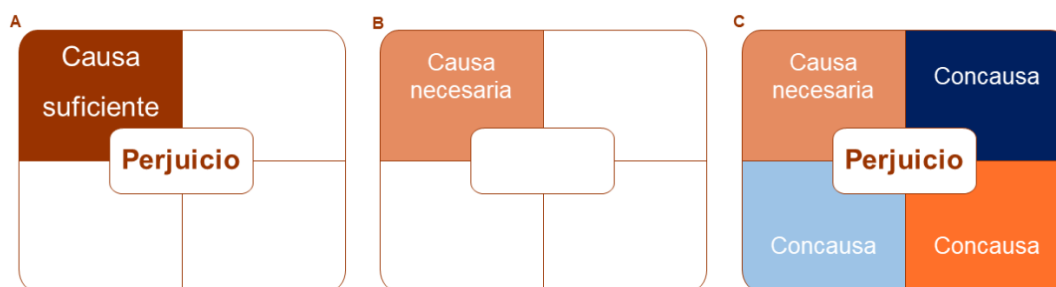 A
Causa
suficiente
Perjuicio
B
Causa
necesaria
C
Causa
necesaria
Concausa
Perjuicio
Concausa
Concausa